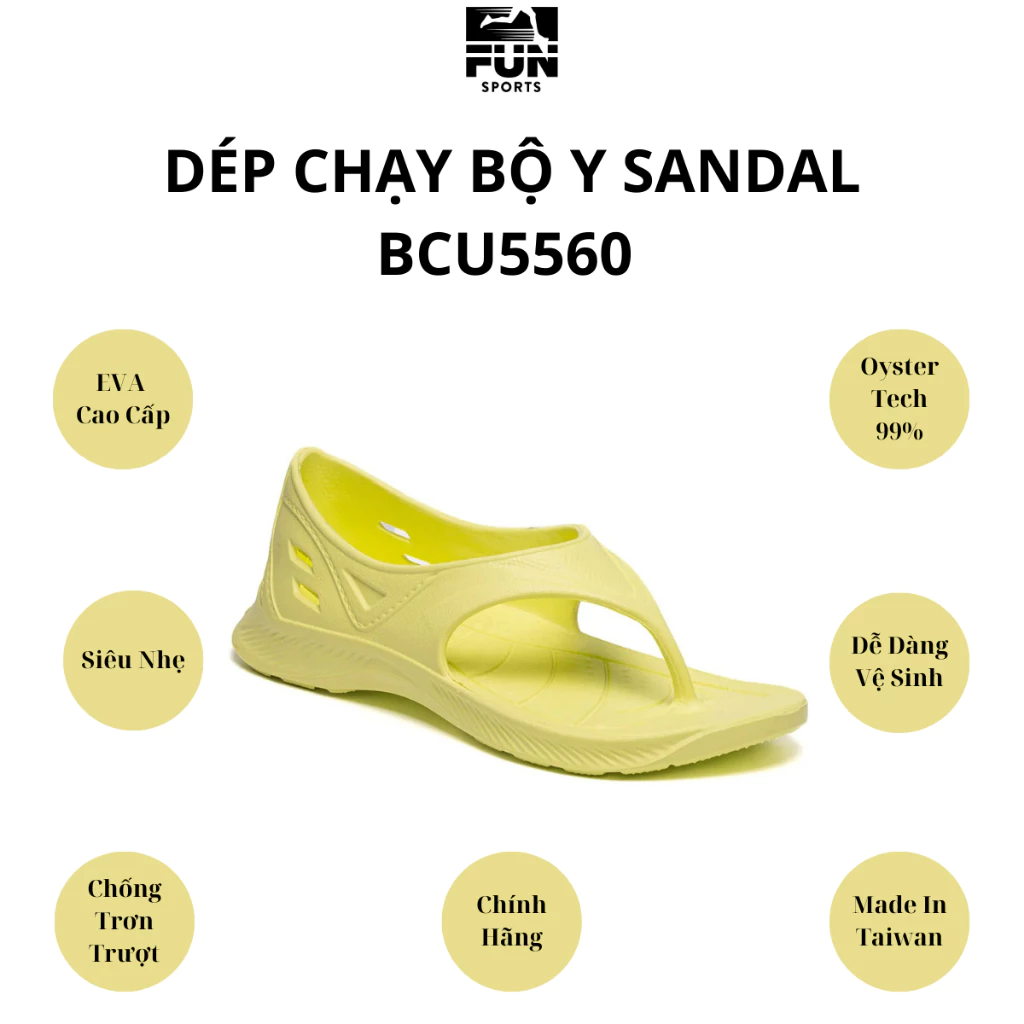 FUN
SPORTS
DÉP CHẠY BỘ Y SANDAL
BCU5560
EVA
Cao Cấp
Oyster
Tech
99%
Siêu Nhẹ
Dễ Dàng
Vệ Sinh
Chống
Trơn
Trượt
Chính
Hãng
Made In
Taiwan